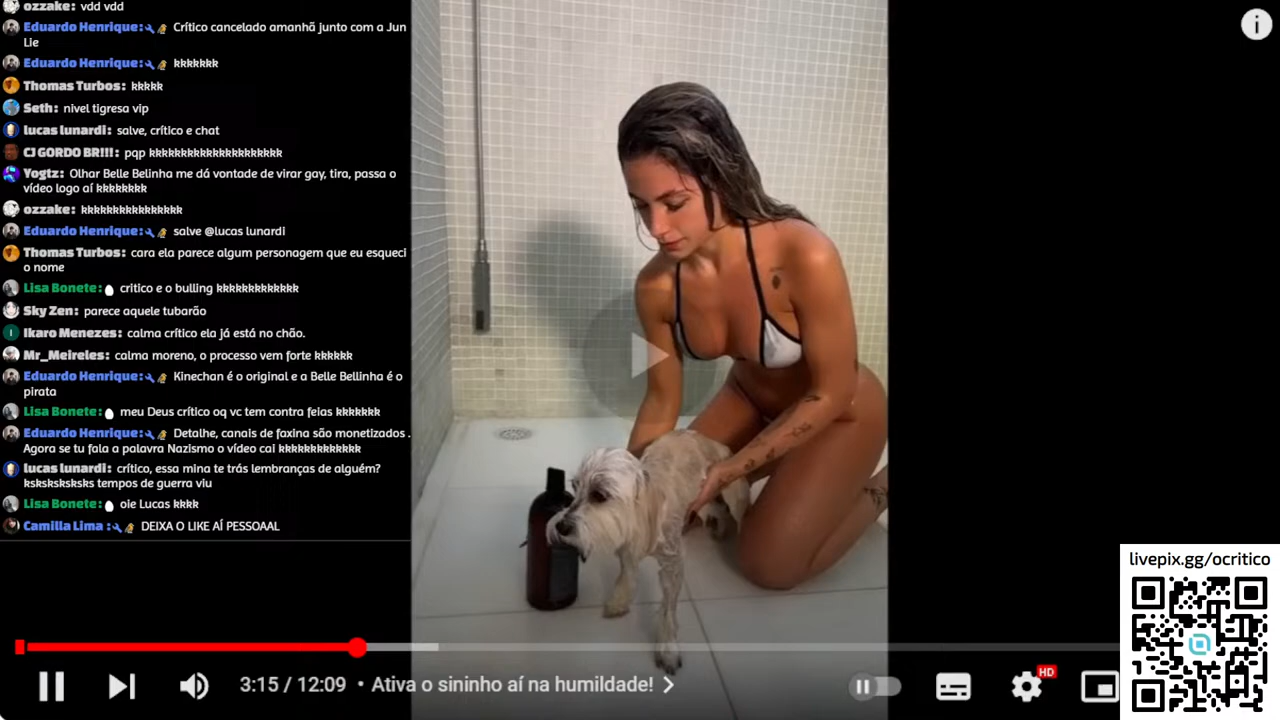 ozzake: vdd vdd
Eduardo Henrique: Crítico cancelado amanhã junto com a Jun
Lie
Eduardo Henrique: kkkkkkk
Thomas Turbos: kkkkk
Seth: nivel tigresa vip
lucas lunardi: salve, crítico e chat
CJ GORDO BR!!!: pqp kkkkkkkkkkkkkkkkkkkkk
Yogtz: Olhar Belle Belinha me dá vontade de virar gay, tira, passa o
vídeo logo aí kkkkkkkk
ozzake: kkkkkkkkkkkkkkkk
Eduardo Henrique: salve @lucas lunardi
Thomas Turbos: cara ela parece algum personagem que eu esqueci
o nome
Lisa Bonete: critico e o bulling kkkkkkkkkkkkk
Sky Zen: parece aquele tubarão
I
Ikaro Menezes: calma crítico ela já está no chão.
Mr_Meireles: calma moreno, o processo vem forte kkkkkk
Eduardo Henrique: Kinechan é o original e a Belle Bellinha é o
pirata
Lisa Bonete: meu Deus crítico oq vc tem contra feias kkkkkkk
Eduardo Henrique: Detalhe, canais de faxina são monetizados .
Agora se tu fala a palavra Nazismo o vídeo cai kkkkkkkkkkkkk
lucas lunardi: crítico, essa mina te trás lembranças de alguém?
ksksksksksks tempos de guerra viu
Lisa Bonete: oie Lucas kkkk
Camilla Lima : DEIXA O LIKE AÍ PESSOAAL
livepix.gg/ocritico
3:15 / 12:09 • Ativa o sininho aí na humildade!
HD